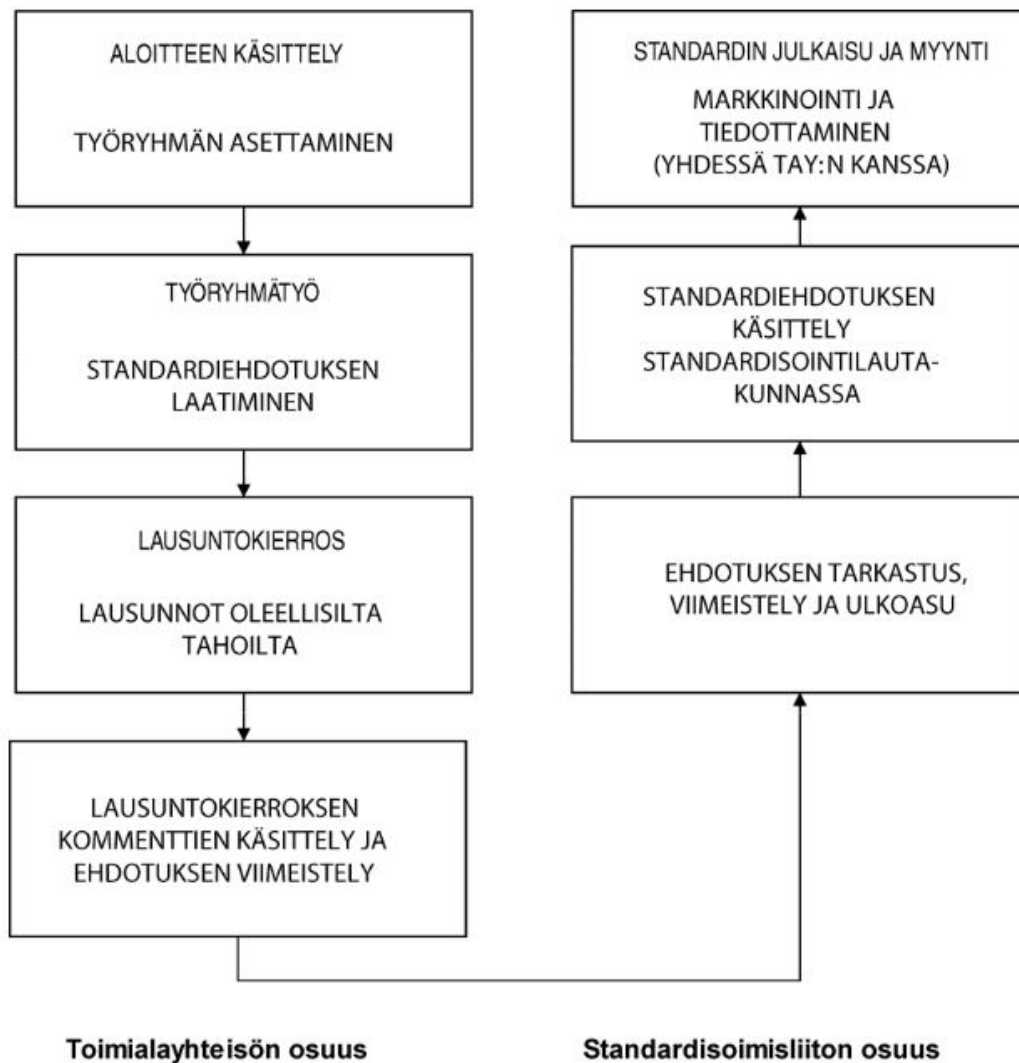 ALOITTEEN KÄSITTELY
TYÖRYHMÄN ASETTAMINEN
TYÖRYHMÄTYÖ
STANDARDIEHDOTUKSEN
LAATIMINEN
LAUSUNTOKIERROS
LAUSUNNOT OLEELLISILTA
TAHOILTA
LAUSUNTOKIERROKSEN
KOMMENTTIEN KÄSITTELY JA
EHDOTUKSEN VIIMEISTELY
Toimialayhteisön osuus
STANDARDIN JULKAISU JA MYYNTI
MARKKINOINTI JA
TIEDOTTAMINEN
(YHDESSÄ TAY:N KANSSA)
STANDARDIEHDOTUKSEN
KÄSITTELY
STANDARDISOINTILAUTA-
KUNNASSA
EHDOTUKSEN TARKASTUS,
VIIMEISTELY JA ULKOASU
Standardisoimisliiton osuus